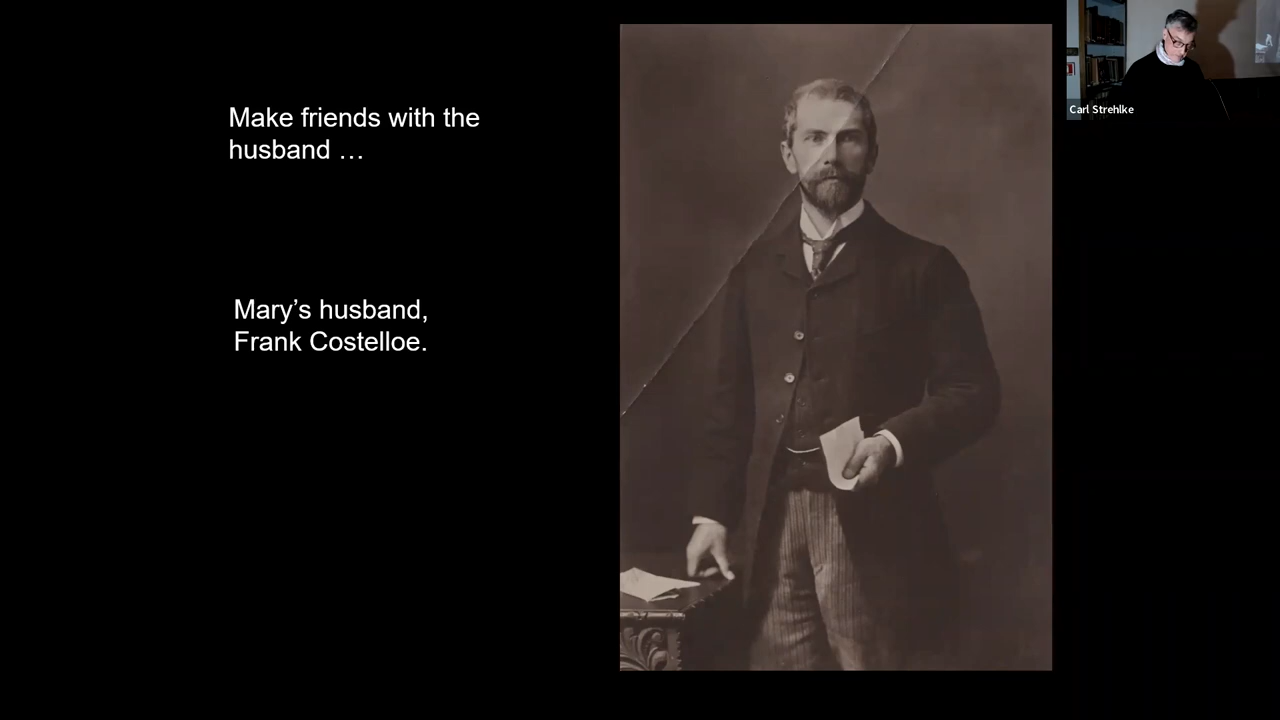 Make friends with the
husband …
Mary’s husband,
Frank Costelloe.
Carl Strehlke